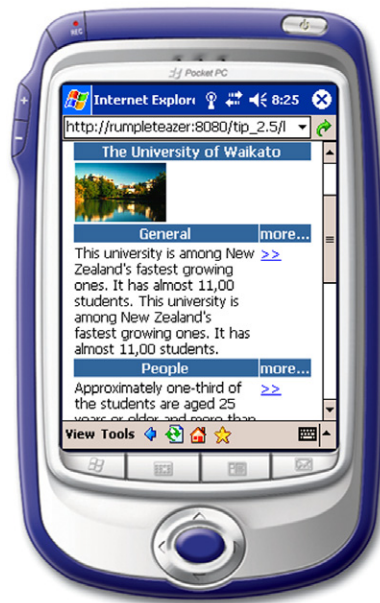 REC
Pocket PC
Internet Explore 8:25
http://rumpleteazer:8080/tip_2.5/l
The University of Waikato
General more...
This university is among New >>
Zealand's fastest growing
ones. It has almost 11,00
students. This university is
among New Zealand's
fastest growing ones. It has
almost 11,00 students.
People more...
Approximately one-third of >>
the students are aged 25
years or older and more than
View Tools